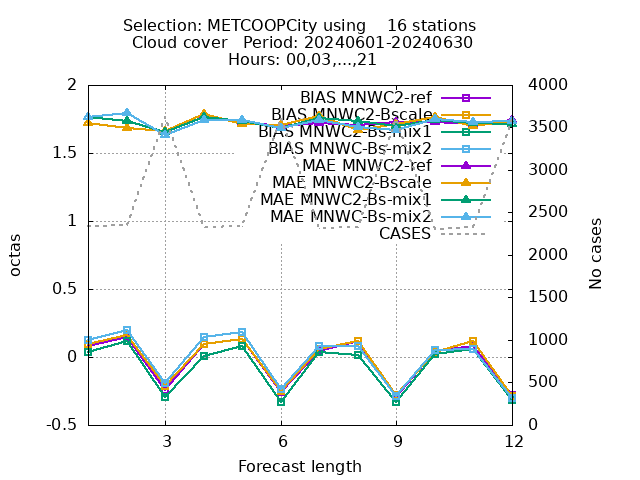 Selection: METCOOPCity using    16 stations
Cloud cover   Period: 20240601-20240630
Hours: 00,03,...,21
2
1.5
1
0.5
0
-0.5
octas
4000
3500
3000
2500
2000
1500
1000
500
0
No cases
BIAS MNWC2-ref
BIAS MNWC2-Bscale
BIAS MNWC2-Bs-mix1
BIAS MNWC-Bs-mix2
MAE MNWC2-ref
MAE MNWC2-Bscale
MAE MNWC2-Bs-mix1
MAE MNWC-Bs-mix2
CASES
3
6
9
12
Forecast length